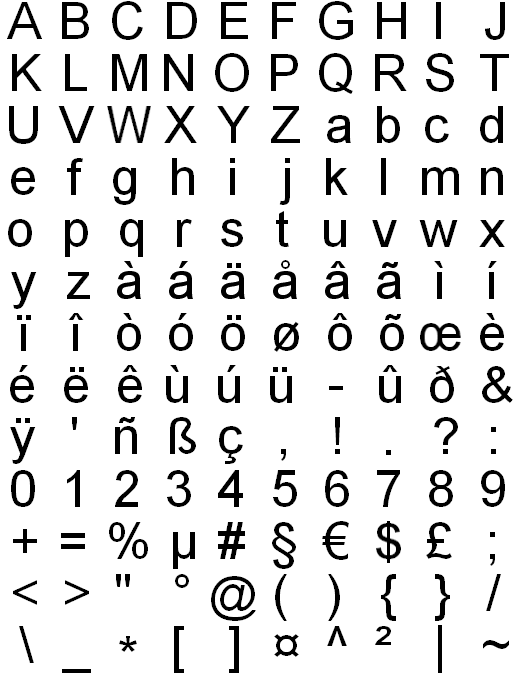 A B C D E F G H I J
K L M N O P Q R S T
U V W X Y Z a b c d
e f g h i j k l m n
o p q r s t u v w x
y z à á ä å â ã ì í
ï î ò ó ö ø ô õ œ è
é ë ê ù ú ü - û ð &
ÿ ' ñ ß ç , ! . ? :
0 1 2 3 4 5 6 7 8 9
+ = % µ # § € $ £ ;
< > " ° @ ( ) { } /
\ _ * [ ] ¤ ^ ² | ~